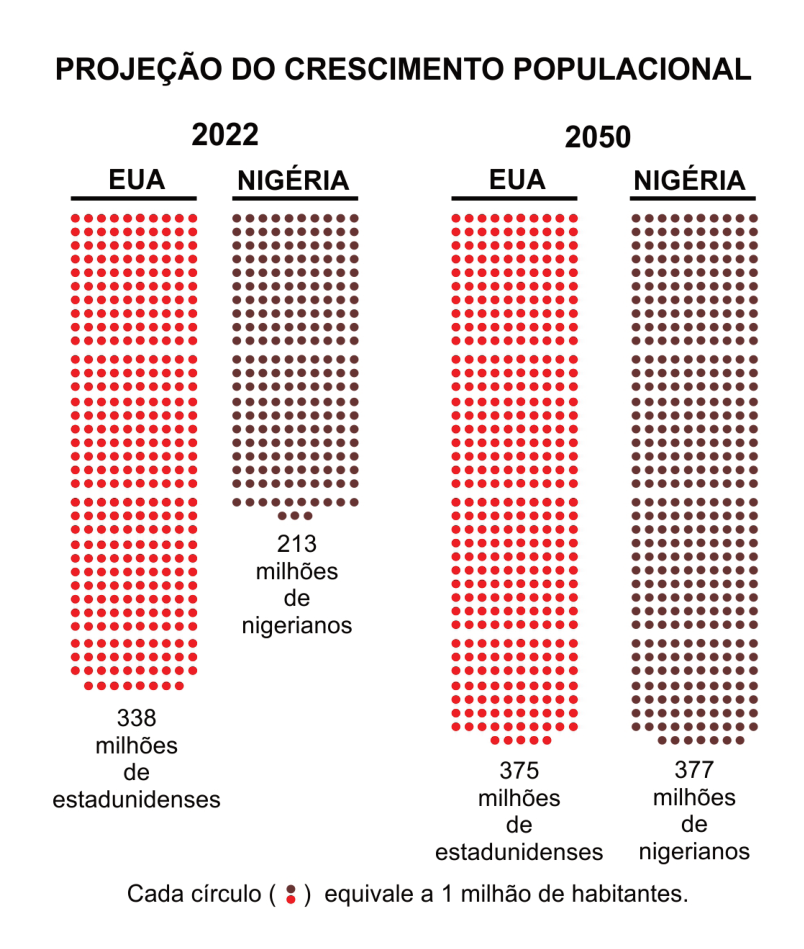 PROJEÇÃO DO CRESCIMENTO POPULACIONAL
2022
EUA
NIGÉRIA
338
milhões
de
estadunidenses
213
milhões
de
nigerianos
2050
EUA
NIGÉRIA
375
milhões
de
estadunidenses
377
milhões
de
nigerianos
Cada círculo ( ) equivale a 1 milhão de habitantes.